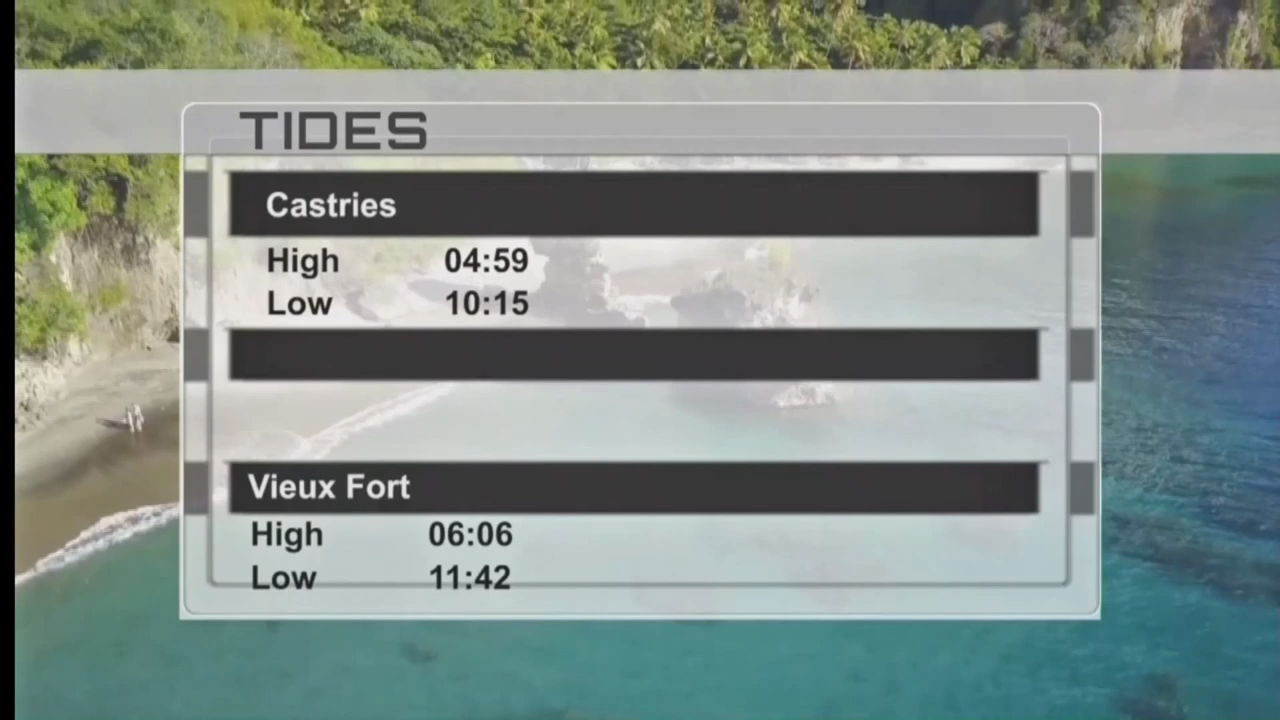 TIDES
Castries
High 04:59
Low 10:15
Vieux Fort
High 06:06
Low 11:42